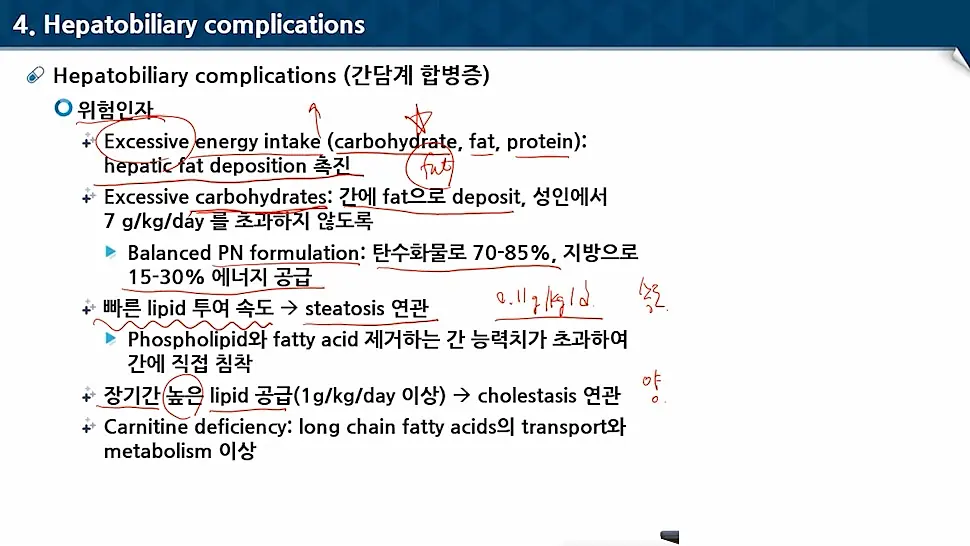 4. Hepatobiliary complications
Hepatobiliary complications (간담계 합병증)
위험인자
Excessive energy intake (carbohydrate, fat, protein):
hepatic fat deposition 촉진
fat
Excessive carbohydrates: 간에 fat으로 deposit, 성인에서
7 g/kg/day 를 초과하지 않도록
Balanced PN formulation: 탄수화물로 70-85%, 지방으로
15-30% 에너지 공급
빠른 lipid 투여 속도 → steatosis 연관
0.11g/kg/d. 속도.
Phospholipid와 fatty acid 제거하는 간 능력치가 초과하여
간에 직접 침착
장기간 높은 lipid 공급(1g/kg/day 이상) → cholestasis 연관
양.
Carnitine deficiency: long chain fatty acids의 transport와
metabolism 이상